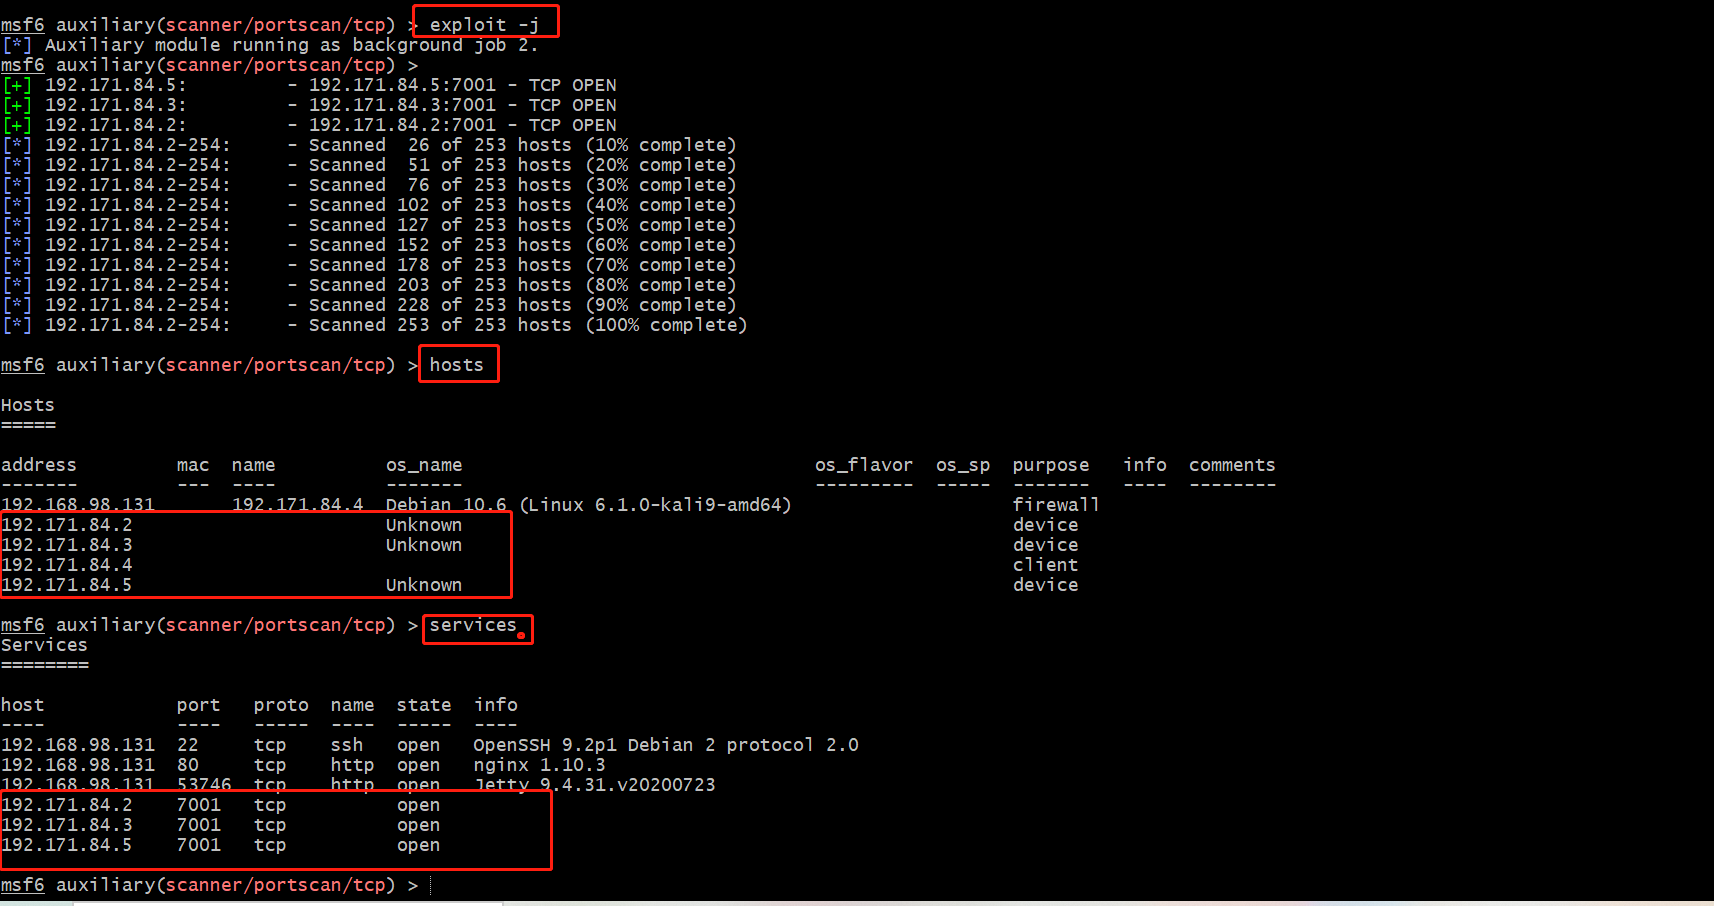 msf6 auxiliary(scanner/portscan/tcp) > exploit -j
[*] Auxiliary module running as background job 2.
msf6 auxiliary(scanner/portscan/tcp) >
[+] 192.171.84.5:         - 192.171.84.5:7001 - TCP OPEN
[+] 192.171.84.3:         - 192.171.84.3:7001 - TCP OPEN
[+] 192.171.84.2:         - 192.171.84.2:7001 - TCP OPEN
[*] 192.171.84.2-254:     - Scanned  26 of 253 hosts (10% complete)
[*] 192.171.84.2-254:     - Scanned  51 of 253 hosts (20% complete)
[*] 192.171.84.2-254:     - Scanned  76 of 253 hosts (30% complete)
[*] 192.171.84.2-254:     - Scanned 102 of 253 hosts (40% complete)
[*] 192.171.84.2-254:     - Scanned 127 of 253 hosts (50% complete)
[*] 192.171.84.2-254:     - Scanned 152 of 253 hosts (60% complete)
[*] 192.171.84.2-254:     - Scanned 178 of 253 hosts (70% complete)
[*] 192.171.84.2-254:     - Scanned 203 of 253 hosts (80% complete)
[*] 192.171.84.2-254:     - Scanned 228 of 253 hosts (90% complete)
[*] 192.171.84.2-254:     - Scanned 253 of 253 hosts (100% complete)
msf6 auxiliary(scanner/portscan/tcp) > hosts
Hosts
=====
address         mac  name          os_name                                os_flavor  os_sp  purpose   info  comments
-------         ---  ----          -------                                ---------  -----  -------   ----  --------
192.168.98.131       192.171.84.4  Debian 10.6 (Linux 6.1.0-kali9-amd64)                    firewall
192.171.84.2                       Unknown                                                  device
192.171.84.3                       Unknown                                                  device
192.171.84.4                                                                                client
192.171.84.5                       Unknown                                                  device
msf6 auxiliary(scanner/portscan/tcp) > services
Services
========
host            port   proto  name  state  info
----            ----   -----  ----  -----  ----
192.168.98.131  22     tcp    ssh   open   OpenSSH 9.2p1 Debian 2 protocol 2.0
192.168.98.131  80     tcp    http  open   nginx 1.10.3
192.168.98.131  53746  tcp    http  open   Jetty 9.4.31.v20200723
192.171.84.2    7001   tcp          open
192.171.84.3    7001   tcp          open
192.171.84.5    7001   tcp          open
msf6 auxiliary(scanner/portscan/tcp) >